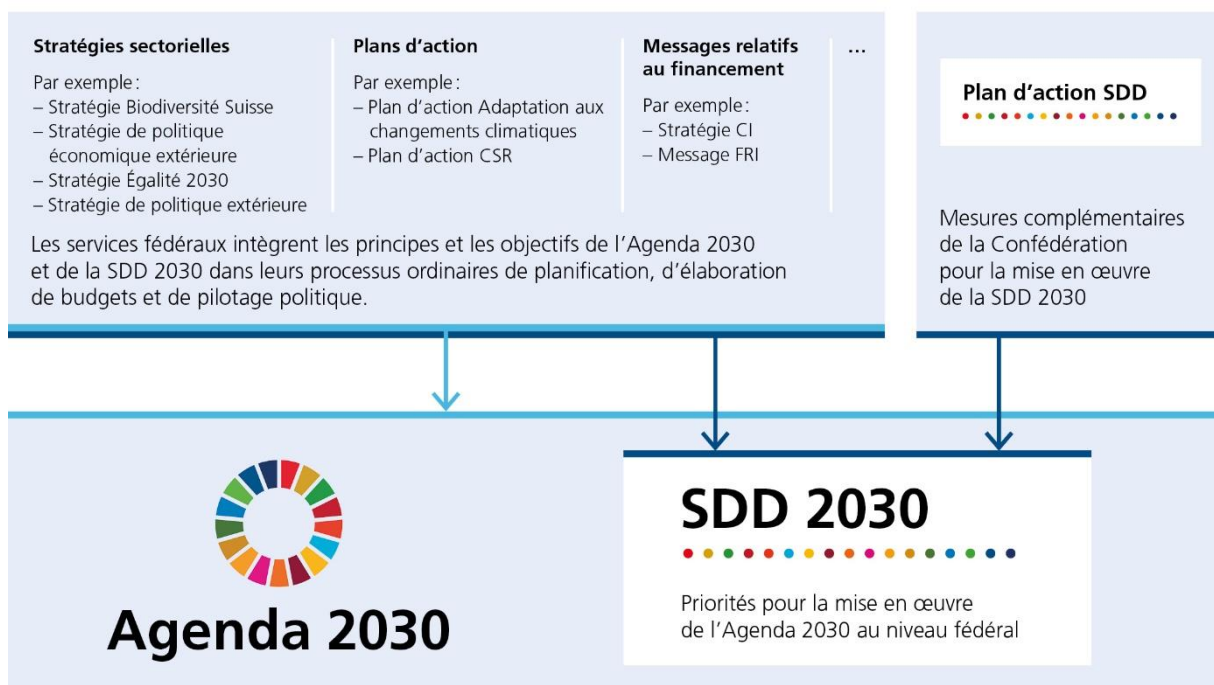 Stratégies sectorielles
Par exemple :
– Stratégie Biodiversité Suisse
– Stratégie de politique
économique extérieure
– Stratégie Égalité 2030
– Stratégie de politique extérieure
Plans d’action
Par exemple :
– Plan d’action Adaptation aux
changements climatiques
– Plan d’action CSR
Messages relatifs
au financement
Par exemple :
– Stratégie CI
– Message FRI
...
Les services fédéraux intègrent les principes et les objectifs de l’Agenda 2030
et de la SDD 2030 dans leurs processus ordinaires de planification, d’élaboration
de budgets et de pilotage politique.
Plan d’action SDD
Mesures complémentaires
de la Confédération
pour la mise en œuvre
de la SDD 2030
Agenda 2030
SDD 2030
Priorités pour la mise en œuvre
de l’Agenda 2030 au niveau fédéral